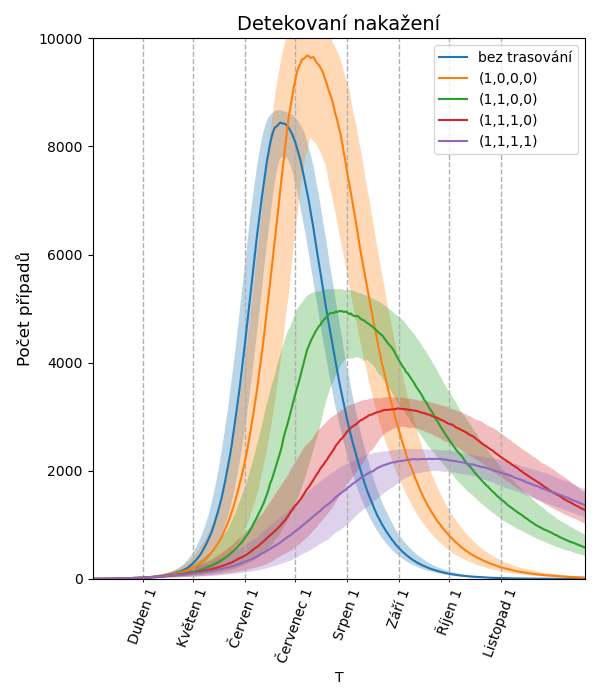 Detekovaní nakažení
bez trasování
(1,0,0,0)
(1,1,0,0)
(1,1,1,0)
(1,1,1,1)
Počet případů
10000
8000
6000
4000
2000
0
Duben 1
Květen 1
Červen 1
Červenec 1
Srpen 1
Září 1
Říjen 1
Listopad 1
T